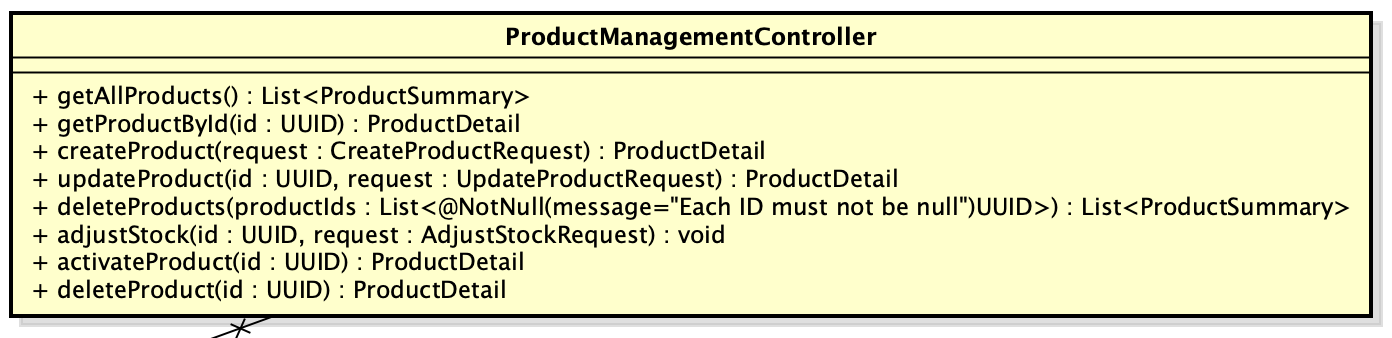 ProductManagementController
+ getAllProducts() : List<ProductSummary>
+ getProductById(id : UUID) : ProductDetail
+ createProduct(request : CreateProductRequest) : ProductDetail
+ updateProduct(id : UUID, request : UpdateProductRequest) : ProductDetail
+ deleteProducts(productIds : List<@NotNull(message="Each ID must not be null")UUID>) : List<ProductSummary>
+ adjustStock(id : UUID, request : AdjustStockRequest) : void
+ activateProduct(id : UUID) : ProductDetail
+ deleteProduct(id : UUID) : ProductDetail